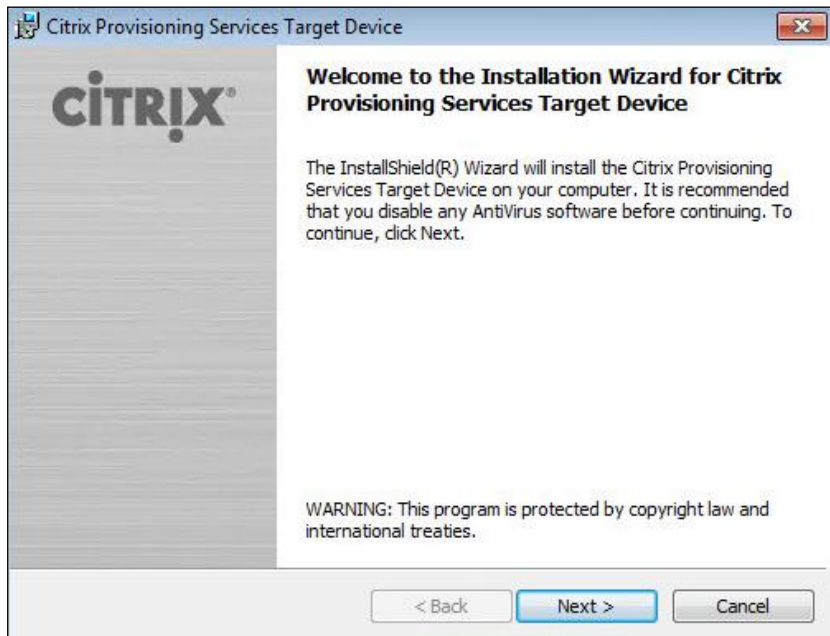 Citrix Provisioning Services Target Device
CITRIX®
Welcome to the Installation Wizard for Citrix
Provisioning Services Target Device
The InstallShield(R) Wizard will install the Citrix Provisioning
Services Target Device on your computer. It is recommended
that you disable any AntiVirus software before continuing. To
continue, click Next.
WARNING: This program is protected by copyright law and
international treaties.
< Back
Next >
Cancel